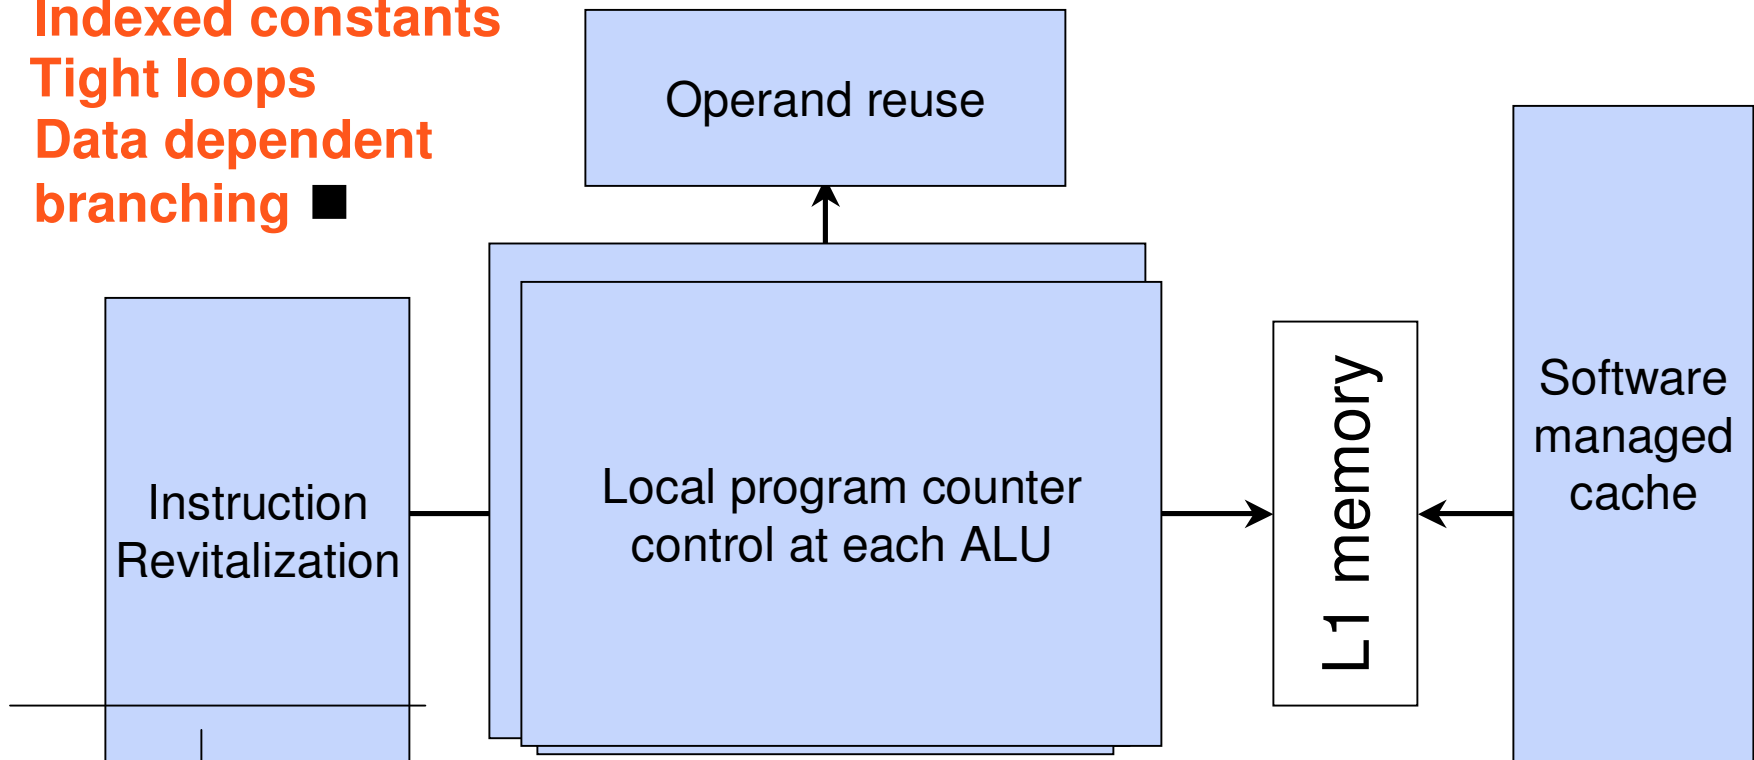 Indexed constants
Tight loops
Data dependent
branching
Operand reuse
Instruction
Revitalization
Local program counter
control at each ALU
L1 memory
Software
managed
cache